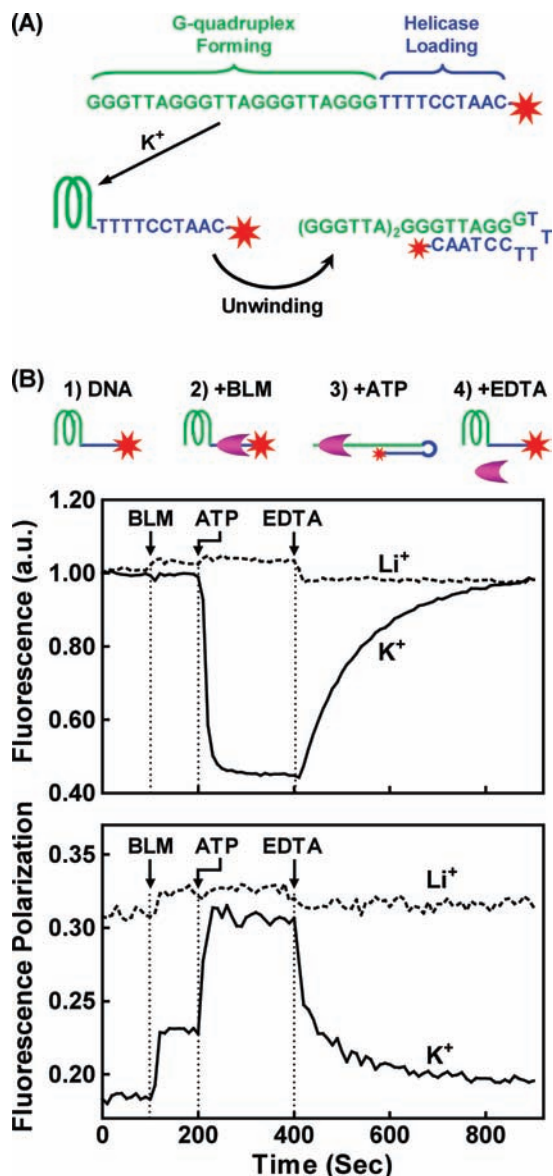 (A)
G-quadruplex Forming
Helicase Loading
GGGTTAGGGTTAGGGTTAGGGTTTTCCTAAC
K+
-TTTTCCTAAC
(GGGTTA)2GGGTTAGGGT
T
-CAATCCTT
Unwinding
(B)
1) DNA 2) +BLM 3) +ATP 4) +EDTA
1.20
BLM ATP EDTA
Li+
1.00
K+
0.80
0.60
0.40
Fluorescence (a.u.)
BLM ATP EDTA
0.35
Li+
0.30
0.25
K+
0.20
Fluorescence Polarization
0 200 400 600 800
Time (Sec)